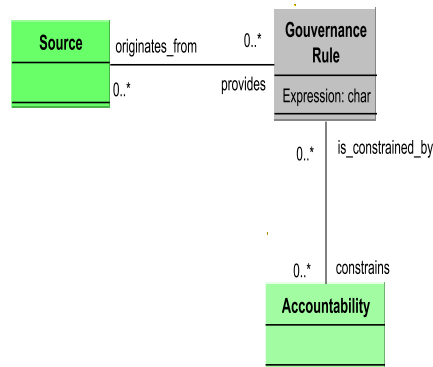 Source
originates_from
0..*
0..*
provides
Gouvernance
Rule
Expression: char
0..*
is_constrained_by
0..*
constrains
Accountability